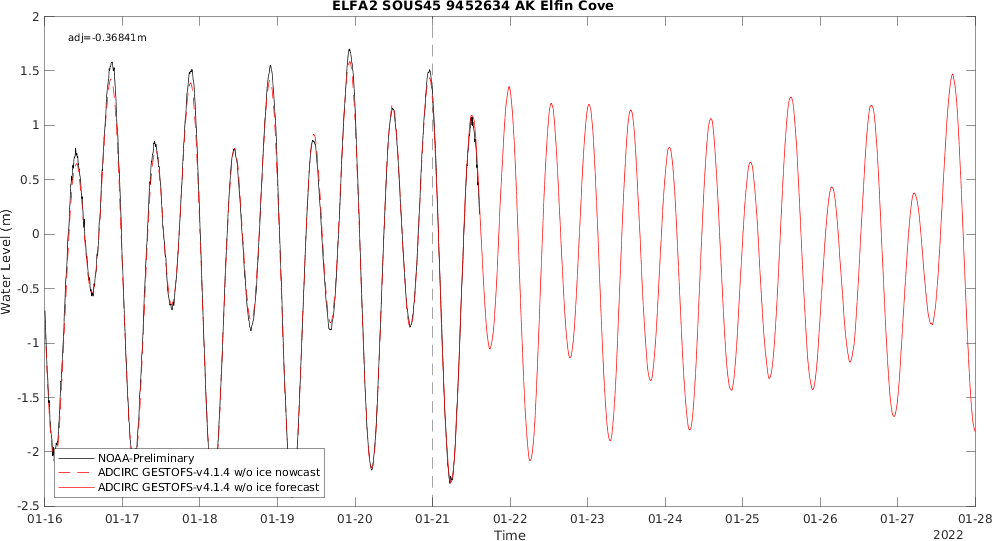 ELFA2 SOUS45 9452634 AK Elfin Cove
adj=-0.36841m
2
1.5
1
0.5
0
-0.5
-1
-1.5
-2
-2.5
Water Level (m)
NOAA-Preliminary
ADCIRC GESTOFS-v4.1.4 w/o ice nowcast
ADCIRC GESTOFS-v4.1.4 w/o ice forecast
01-16 01-17 01-18 01-19 01-20 01-21 01-22 01-23 01-24 01-25 01-26 01-27 01-28
Time
2022